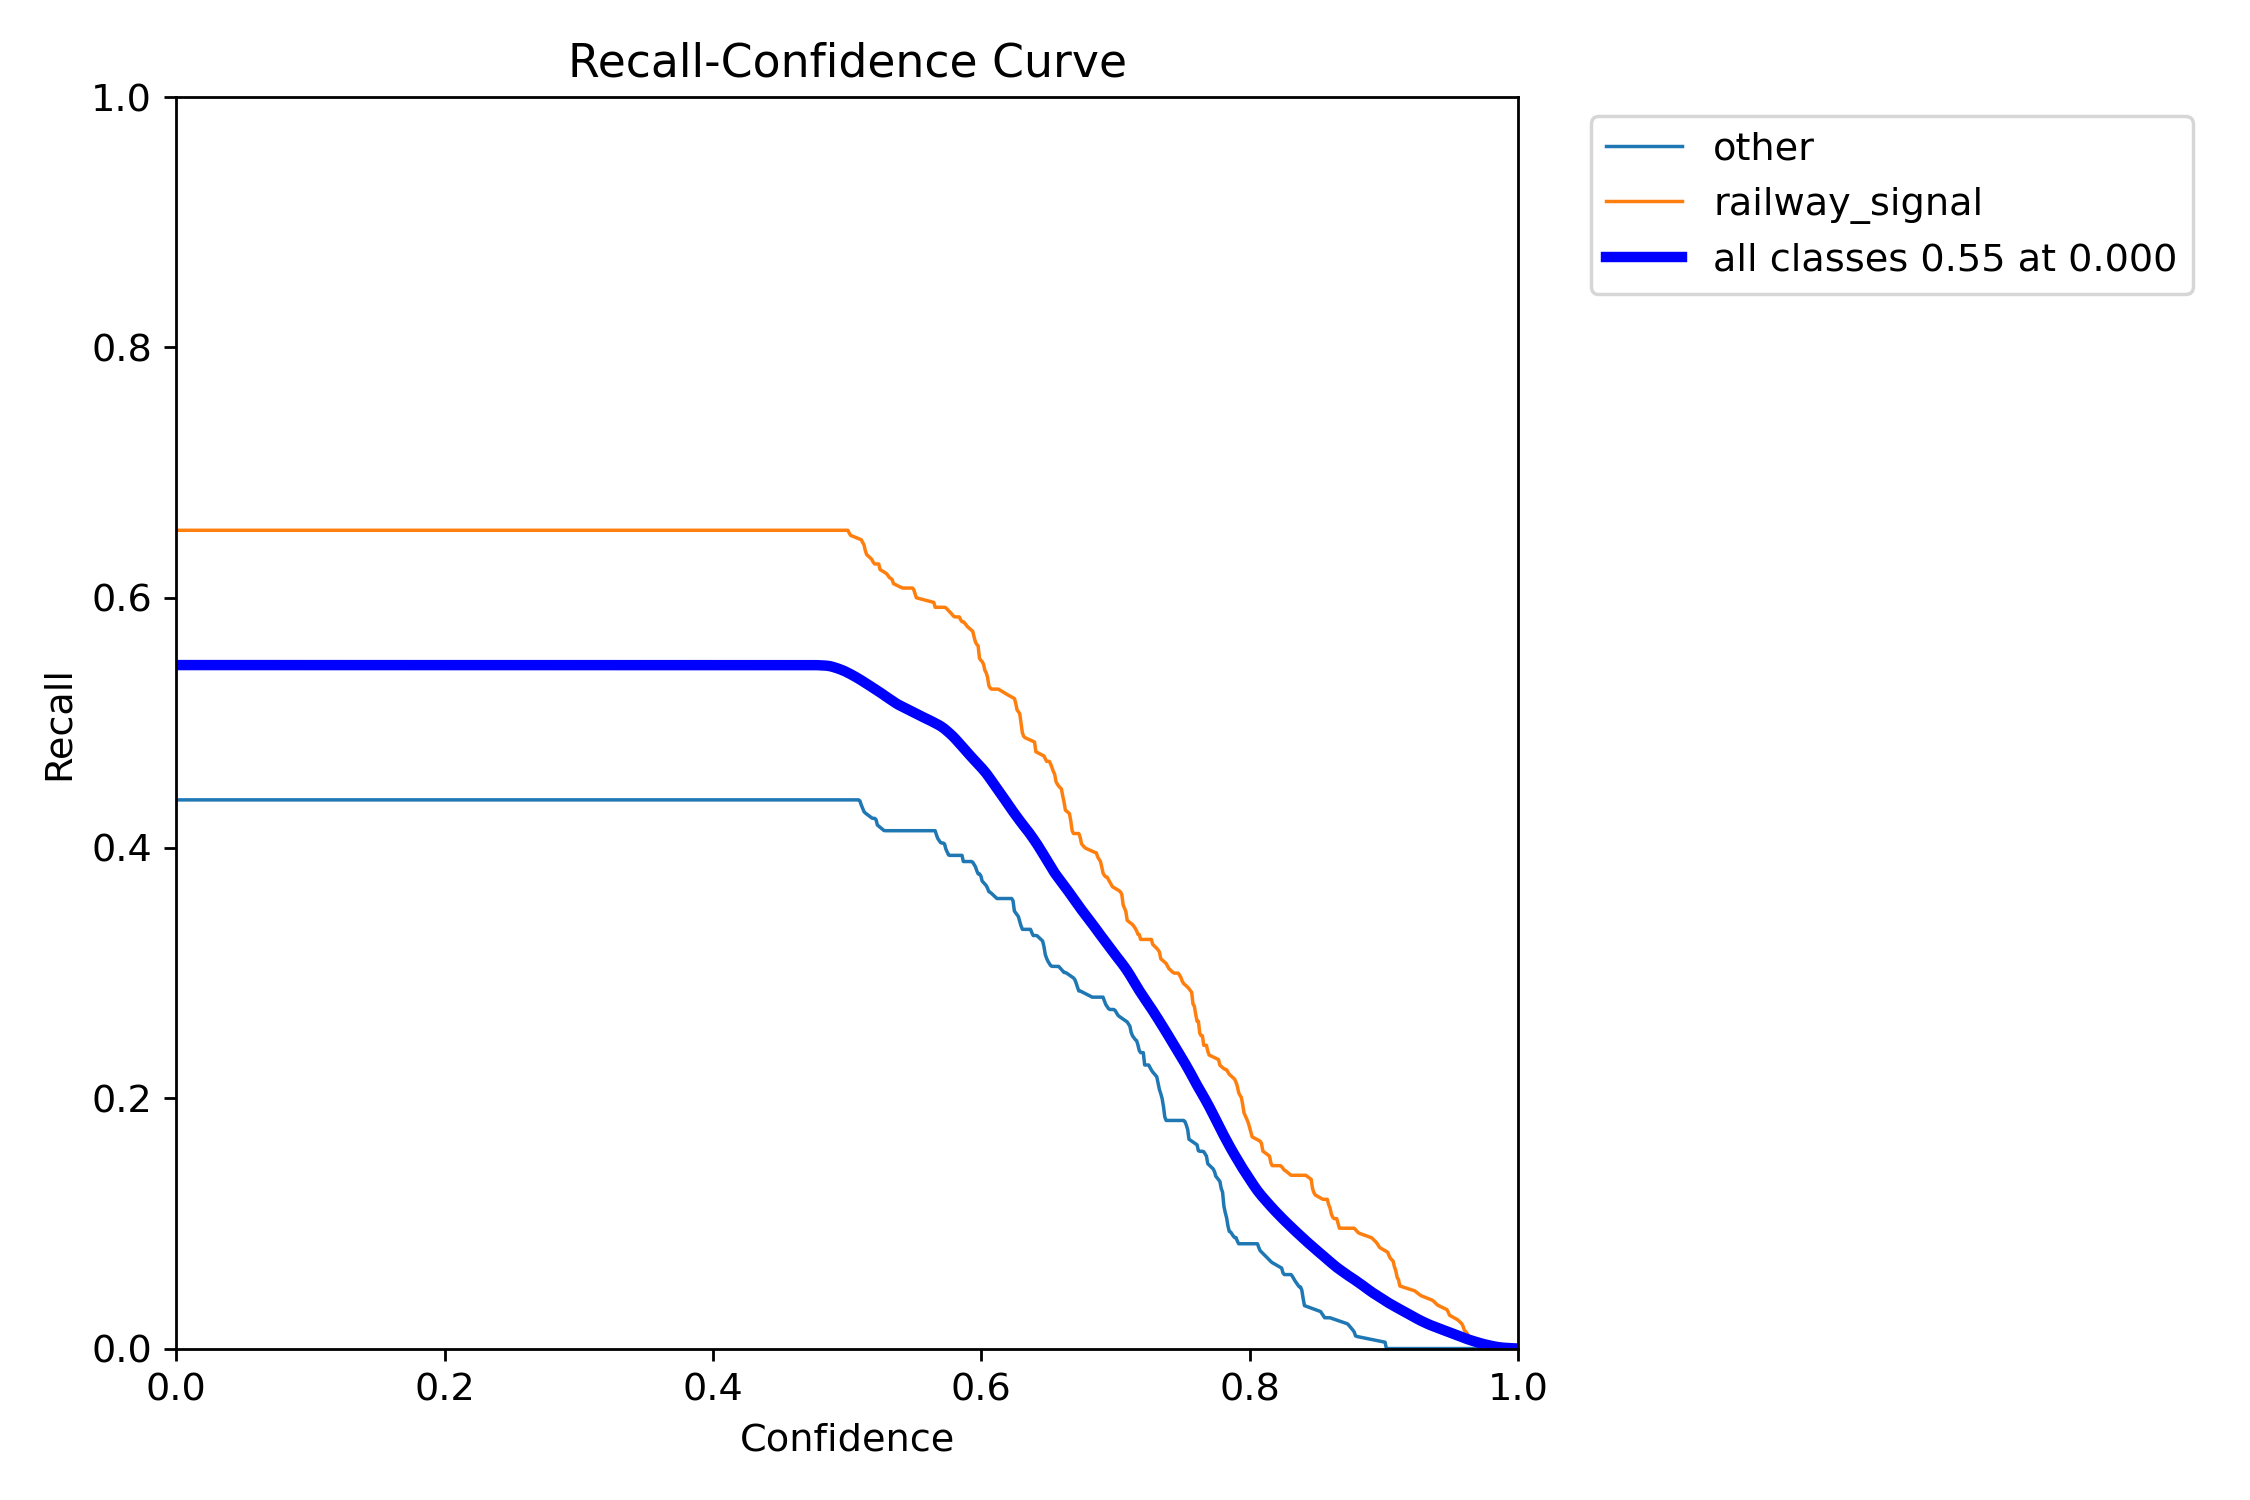 Recall-Confidence Curve
1.0
0.8
0.6
0.4
0.2
0.0
Recall
0.0 0.2 0.4 0.6 0.8 1.0
Confidence
other
railway_signal
all classes 0.55 at 0.000